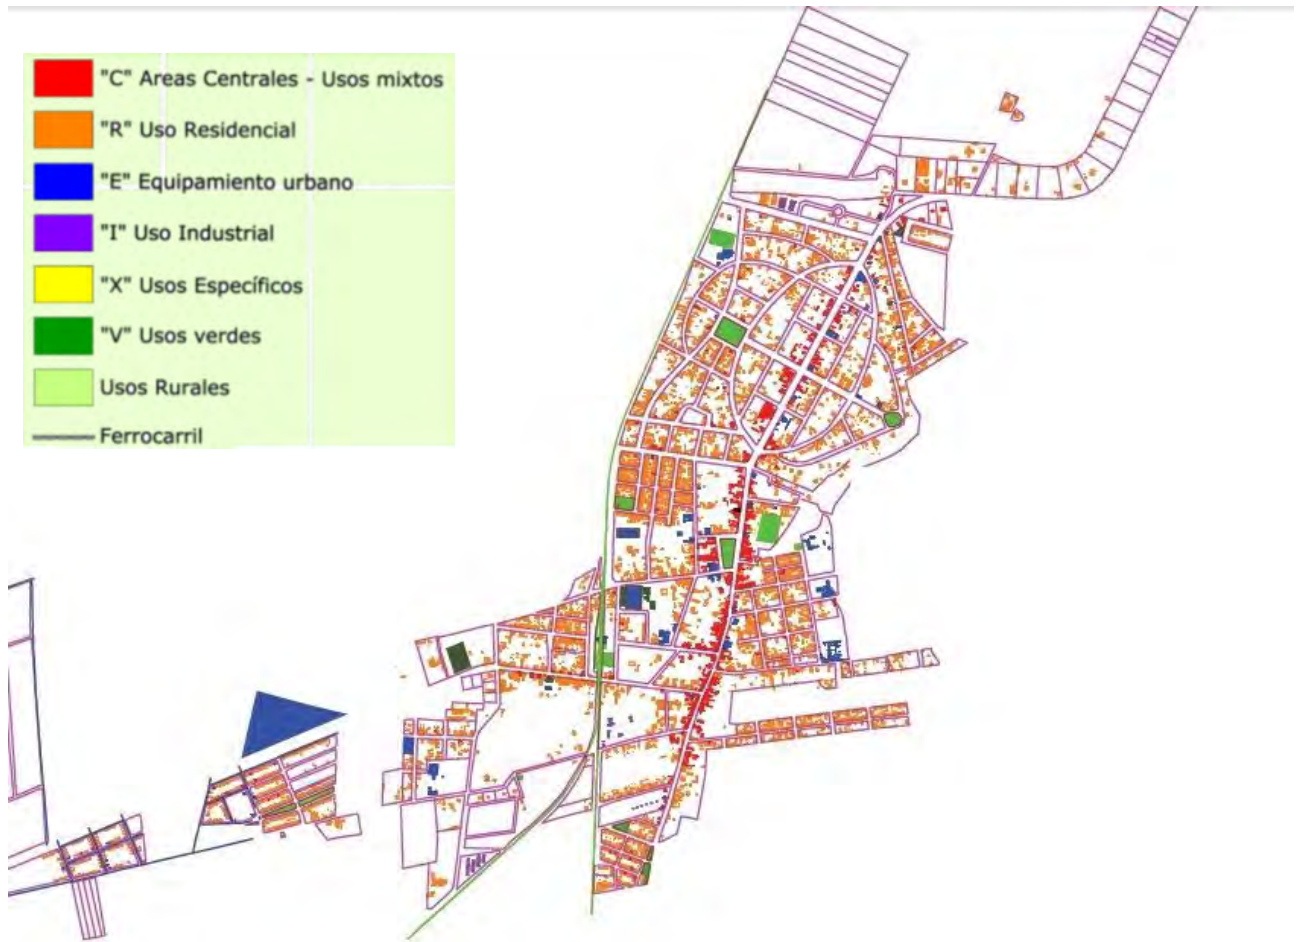 "C" Areas Centrales - Usos mixtos
"R" Uso Residencial
"E" Equipamiento urbano
"I" Uso Industrial
"X" Usos Específicos
"V" Usos verdes
Usos Rurales
Ferrocarril